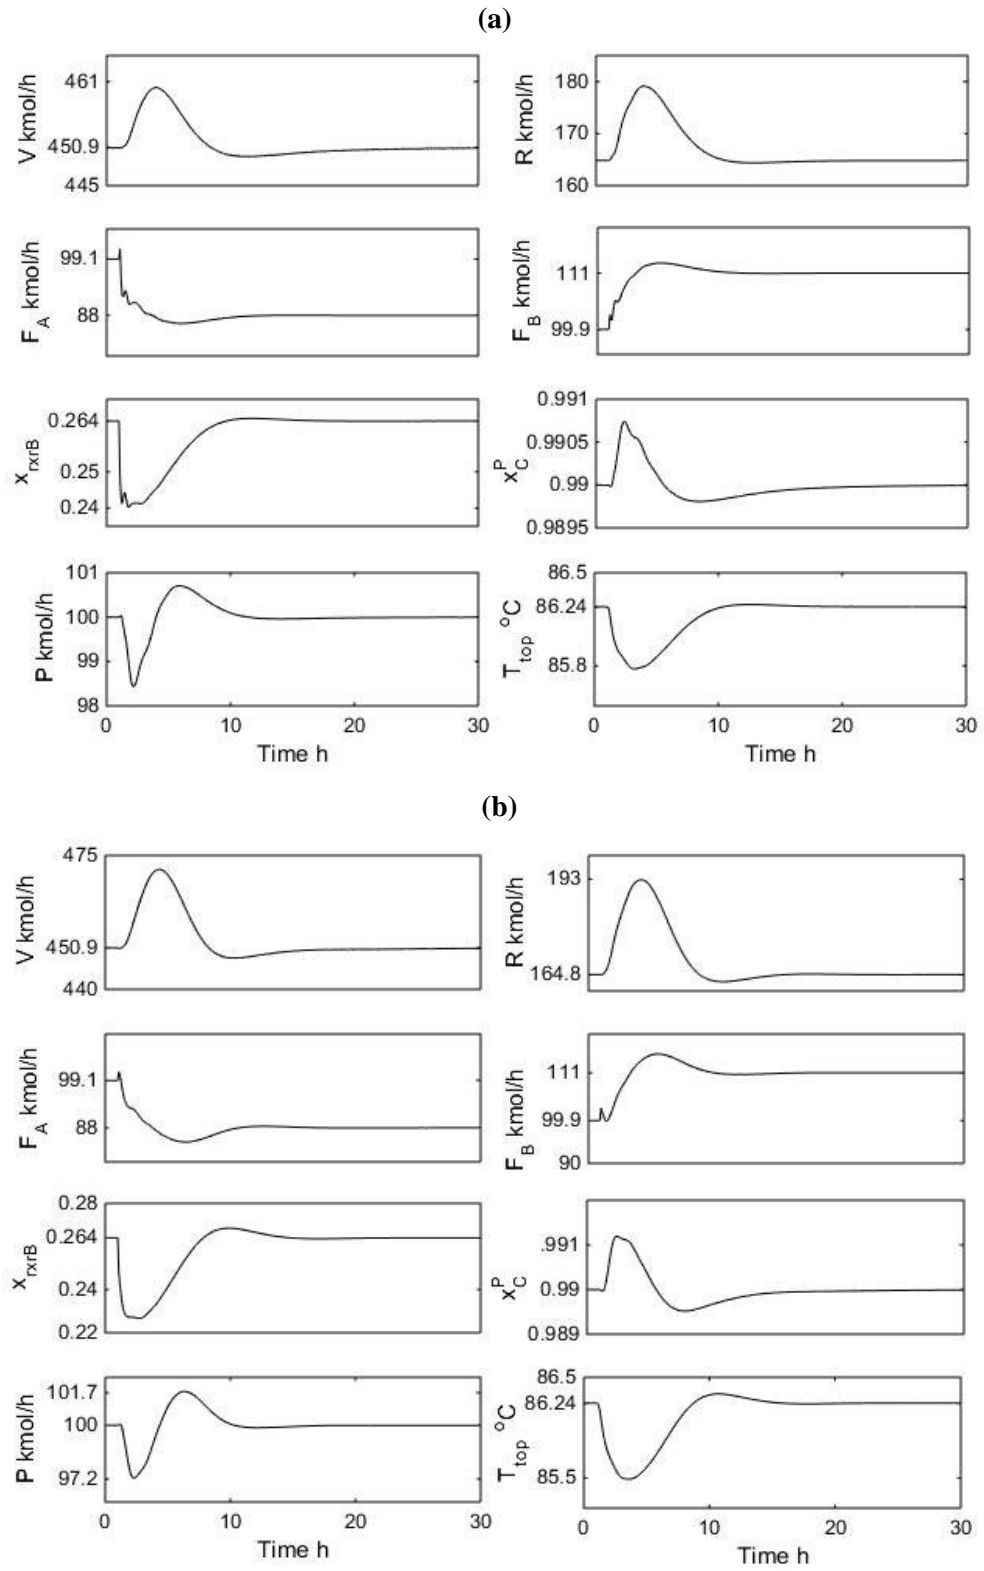 (a)
V kmol/h
461
450.9
445
R kmol/h
180
170
160
F_A kmol/h
99.1
88
F_B kmol/h
111
99.9
x_rxrB
0.264
0.25
0.24
x_C^P
0.991
0.9905
0.99
0.9895
P kmol/h
101
100
99
98
0 10 20 30
Time h
T_top °C
86.5
86.24
85.8
0 10 20 30
Time h
(b)
V kmol/h
475
450.9
440
R kmol/h
193
164.8
F_A kmol/h
99.1
88
F_B kmol/h
111
99.9
90
x_rxrB
0.28
0.264
0.24
0.22
x_C^P
.991
0.99
0.989
P kmol/h
101.7
100
97.2
0 10 20 30
Time h
T_top °C
86.5
86.24
85.5
0 10 20 30
Time h